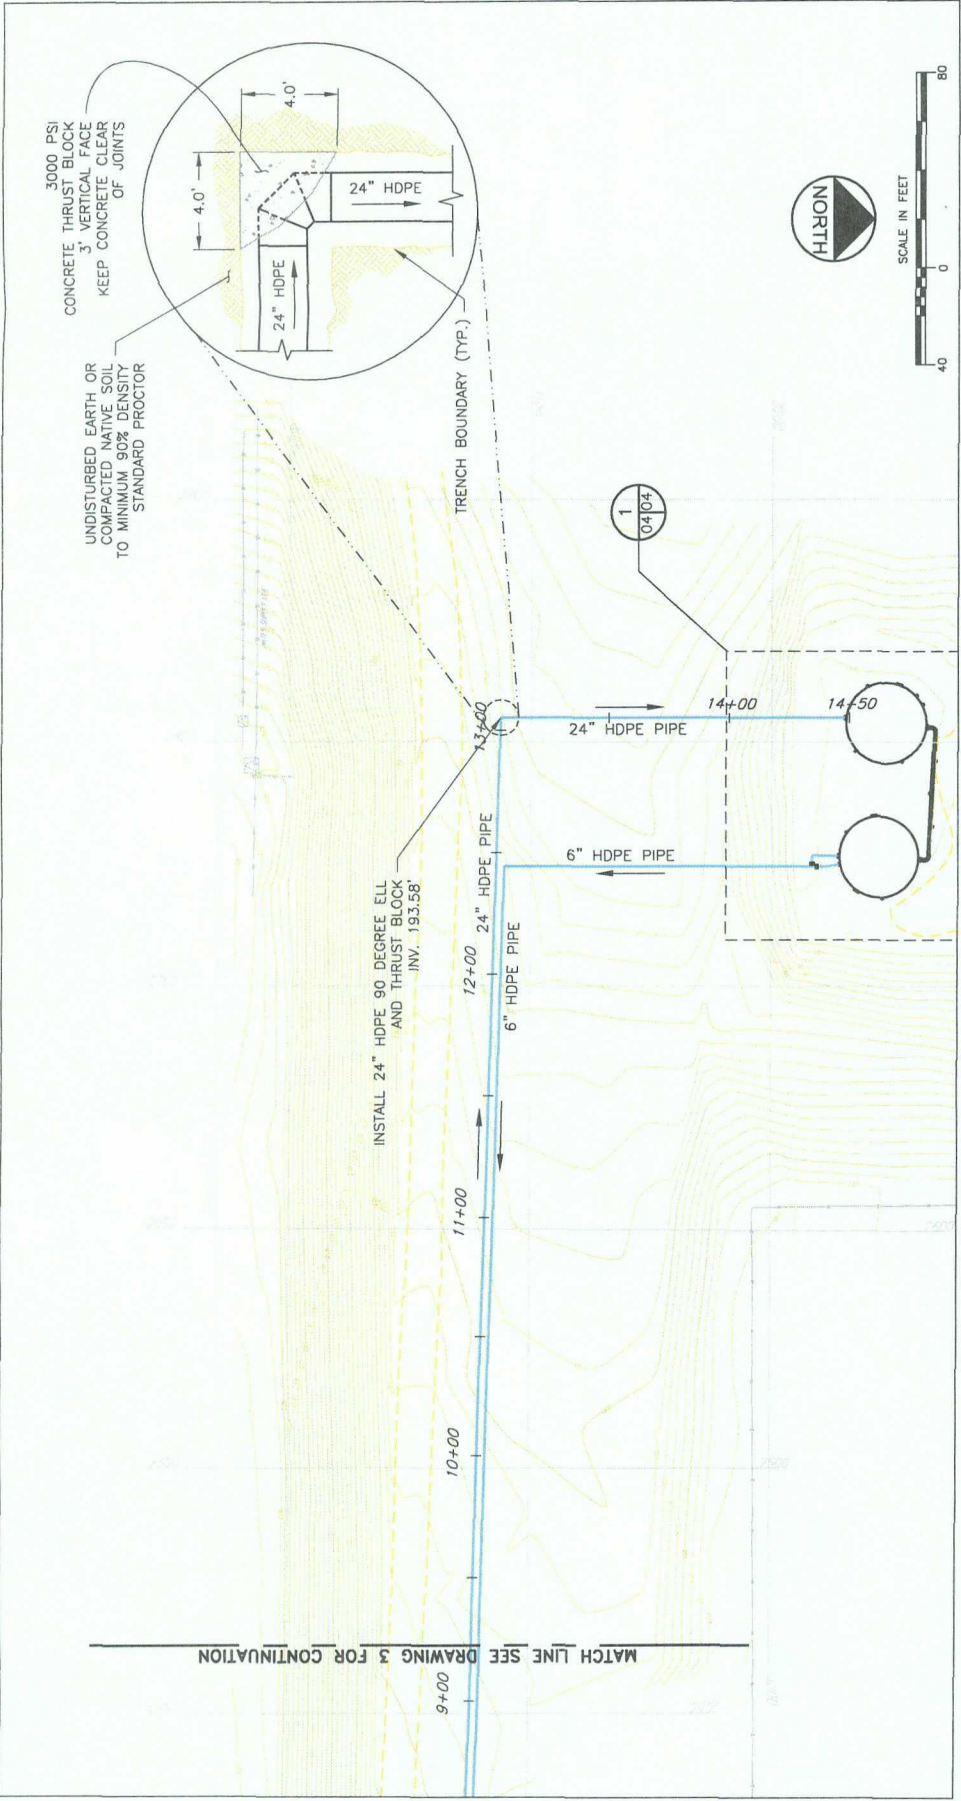 3000 PSI
CONCRETE THRUST BLOCK
3' VERTICAL FACE
KEEP CONCRETE CLEAR
OF JOINTS
UNDISTURBED EARTH OR
COMPACTED NATIVE SOIL
TO MINIMUM 90% DENSITY
STANDARD PROCTOR
4.0'
4.0'
24" HDPE
24" HDPE
TRENCH BOUNDARY (TYP.)
NORTH
SCALE IN FEET
40
0
80
INSTALL 24" HDPE 90 DEGREE ELL
AND THRUST BLOCK
INV. 193.58'
1
04 04
MATCH LINE SEE DRAWING 3 FOR CONTINUATION
9+00
10+00
11+00
12+00
13+00
14+00
14+50
24" HDPE PIPE
6" HDPE PIPE
24" HDPE PIPE
6" HDPE PIPE